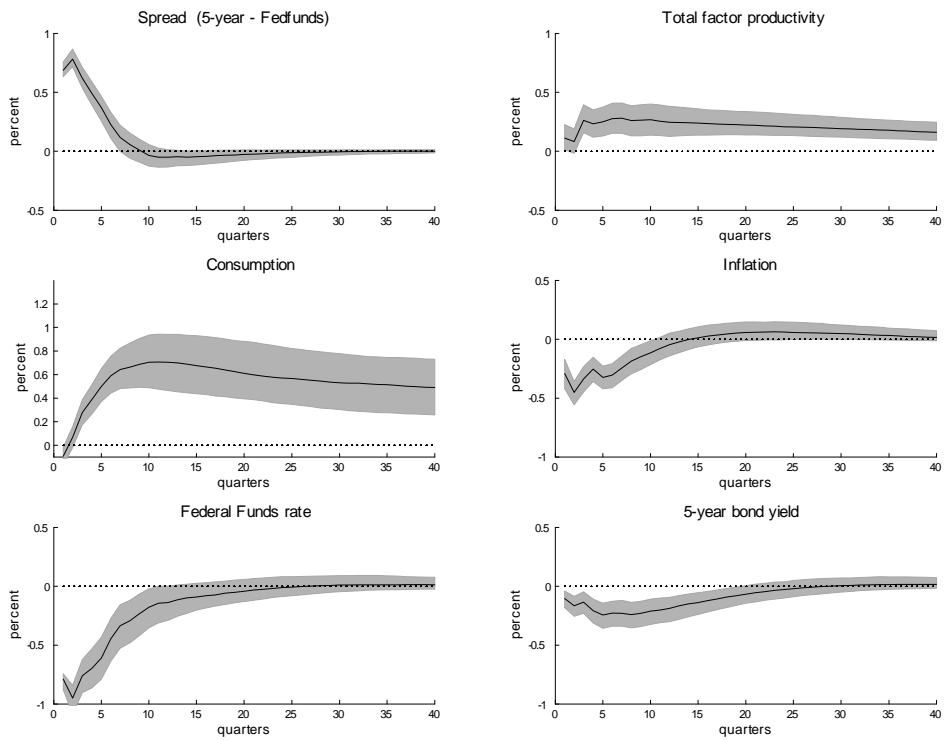 Spread (5-year - Fedfunds)
1
0.5
0
-0.5
percent
0 5 10 15 20 25 30 35 40
quarters
Total factor productivity
1
0.5
0
-0.5
percent
0 5 10 15 20 25 30 35 40
quarters
Consumption
1.2
1
0.8
0.6
0.4
0.2
0
percent
0 5 10 15 20 25 30 35 40
quarters
Inflation
0.5
0
-0.5
-1
percent
0 5 10 15 20 25 30 35 40
quarters
Federal Funds rate
0.5
0
-0.5
-1
percent
0 5 10 15 20 25 30 35 40
quarters
5-year bond yield
0.5
0
-0.5
-1
percent
0 5 10 15 20 25 30 35 40
quarters